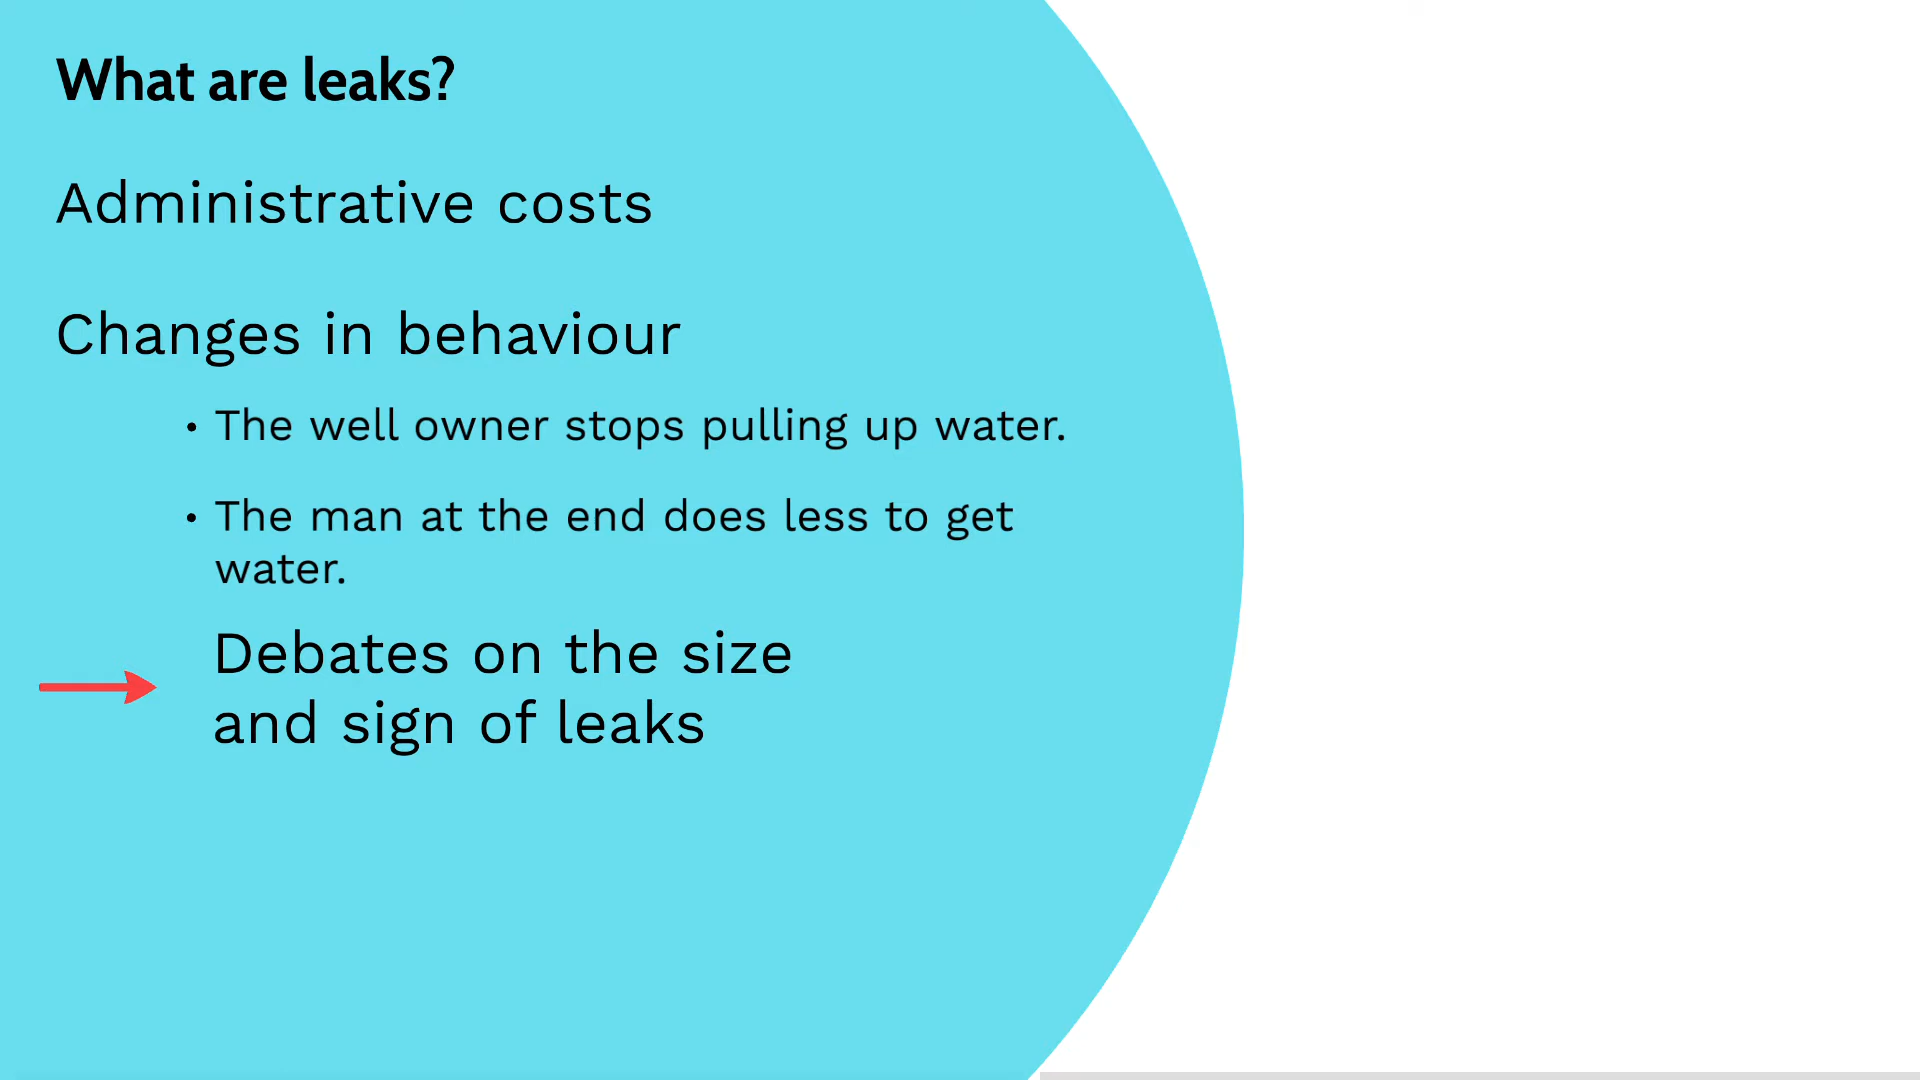 What are leaks?
Administrative costs
Changes in behaviour
• The well owner stops pulling up water.
• The man at the end does less to get
water.
Debates on the size
and sign of leaks